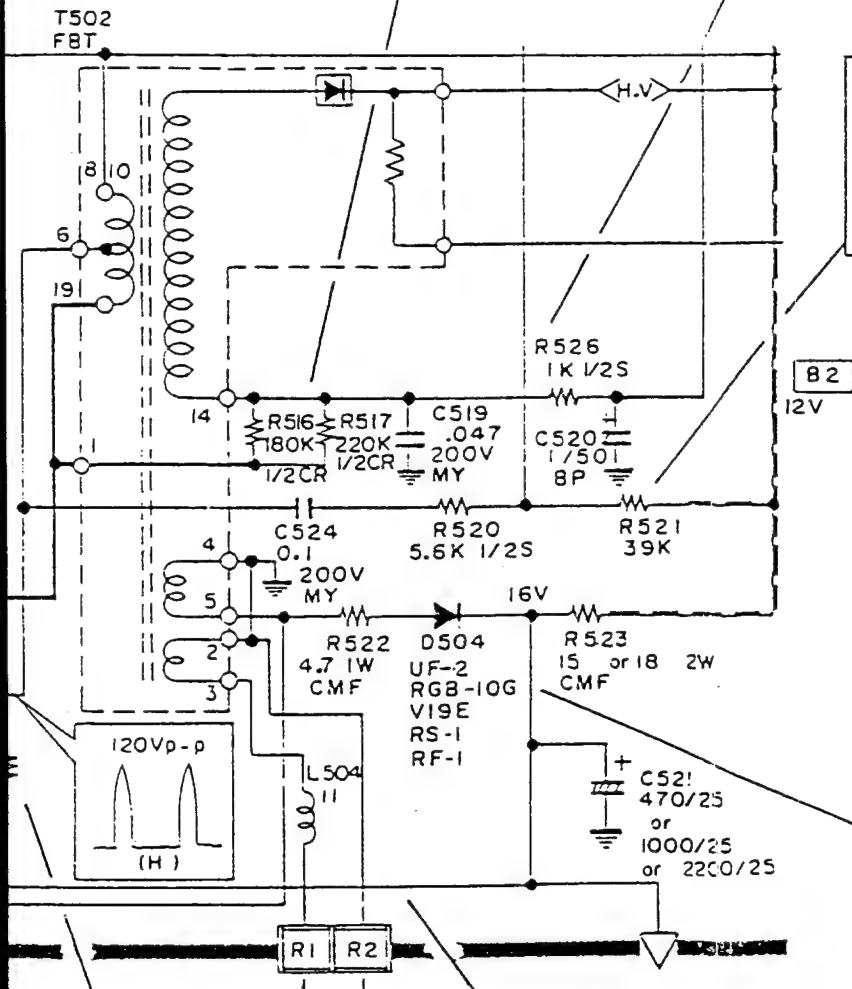 T502
FBT
H.V
8 10
6
19
R526
1K 1/2S
B2
12V
14
R516
180K
1/2CR
R517
220K
1/2CR
C519
.047
200V
MY
+
C520
1/50
BP
1
C524
0.1
200V
MY
R520
5.6K 1/2S
R521
39K
4
5
2
3
16V
R522
4.7 1W
CMF
D504
UF-2
RGB-10G
V19E
RS-1
RF-1
R523
15 or 18 2W
CMF
120Vp-p
(H)
L504
11
+
C521
470/25
or
1000/25
or 2200/25
R1
R2